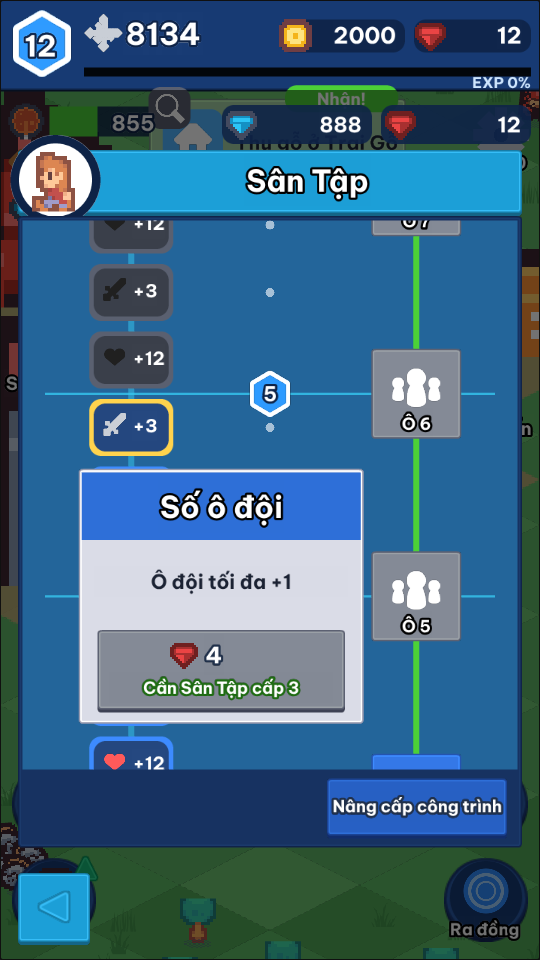 12
8134
2000
12
EXP 0%
Nhận!
855
888
12
Sân Tập
+12
Ô 7
+3
+12
5
+3
Ô 6
Số ô đội
Ô đội tối đa +1
4
Cần Sân Tập cấp 3
Ô 5
+12
Nâng cấp công trình
Ra đồng